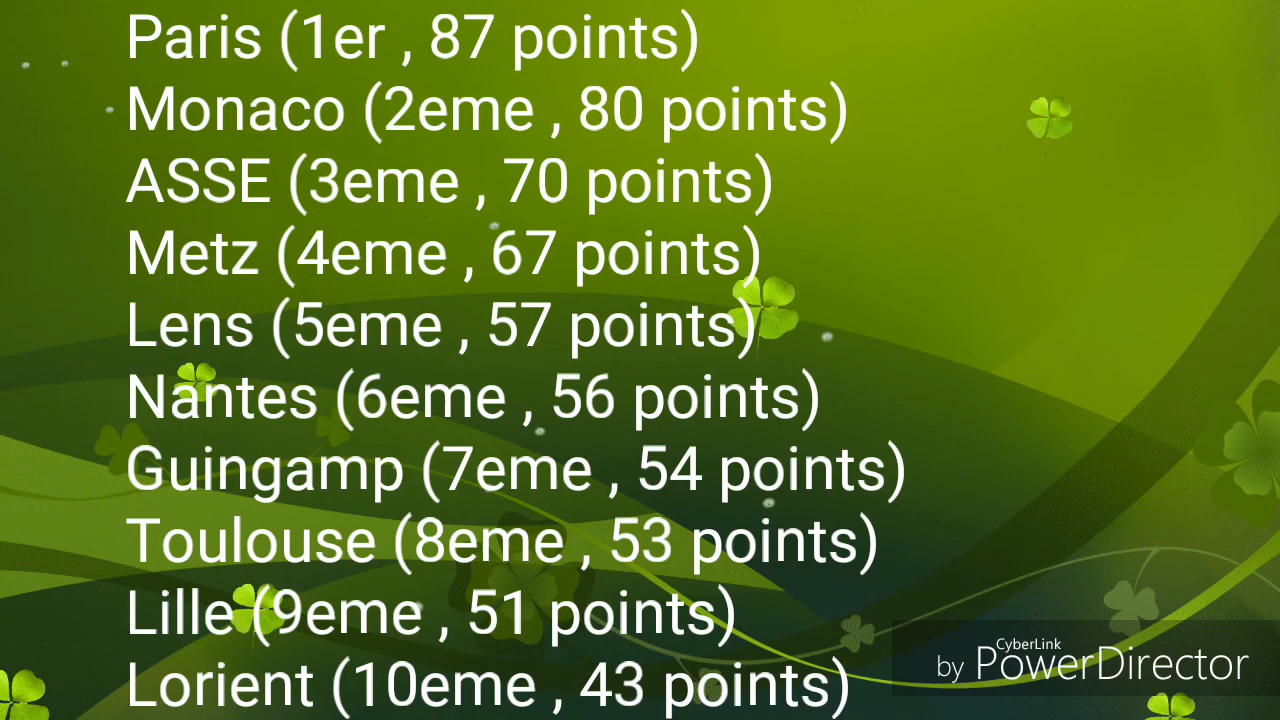 Paris (1er , 87 points)
Monaco (2eme , 80 points)
ASSE (3eme , 70 points)
Metz (4eme , 67 points)
Lens (5eme , 57 points)
Nantes (6eme , 56 points)
Guingamp (7eme , 54 points)
Toulouse (8eme , 53 points)
Lille (9eme , 51 points)
Lorient (10eme , 43 points)
CyberLink
by PowerDirector